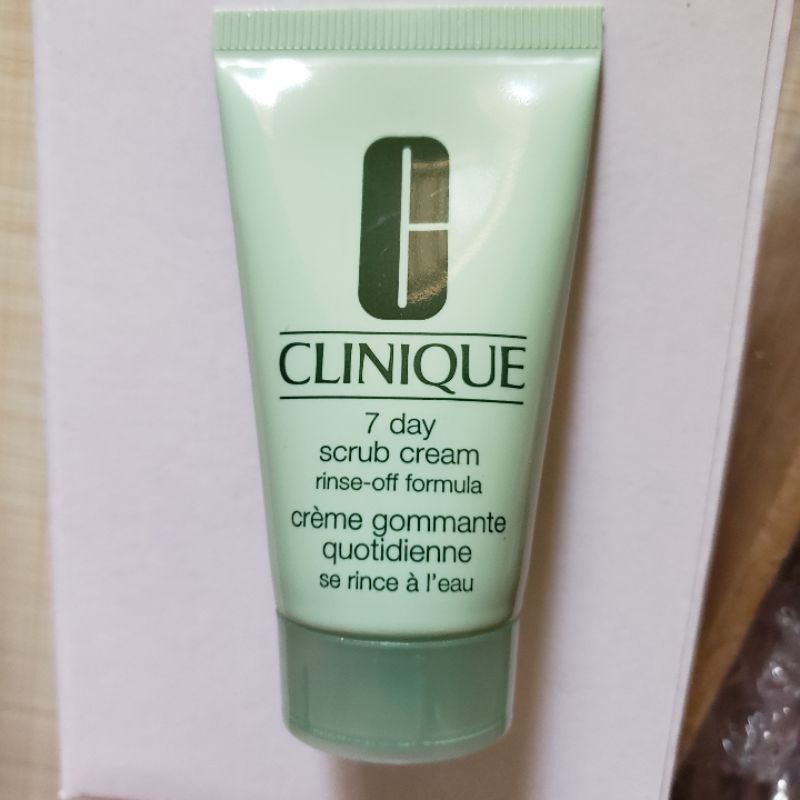 CLINIQUE
7 day
scrub cream
rinse-off formula
crème gommante
quotidienne
se rince à l'eau